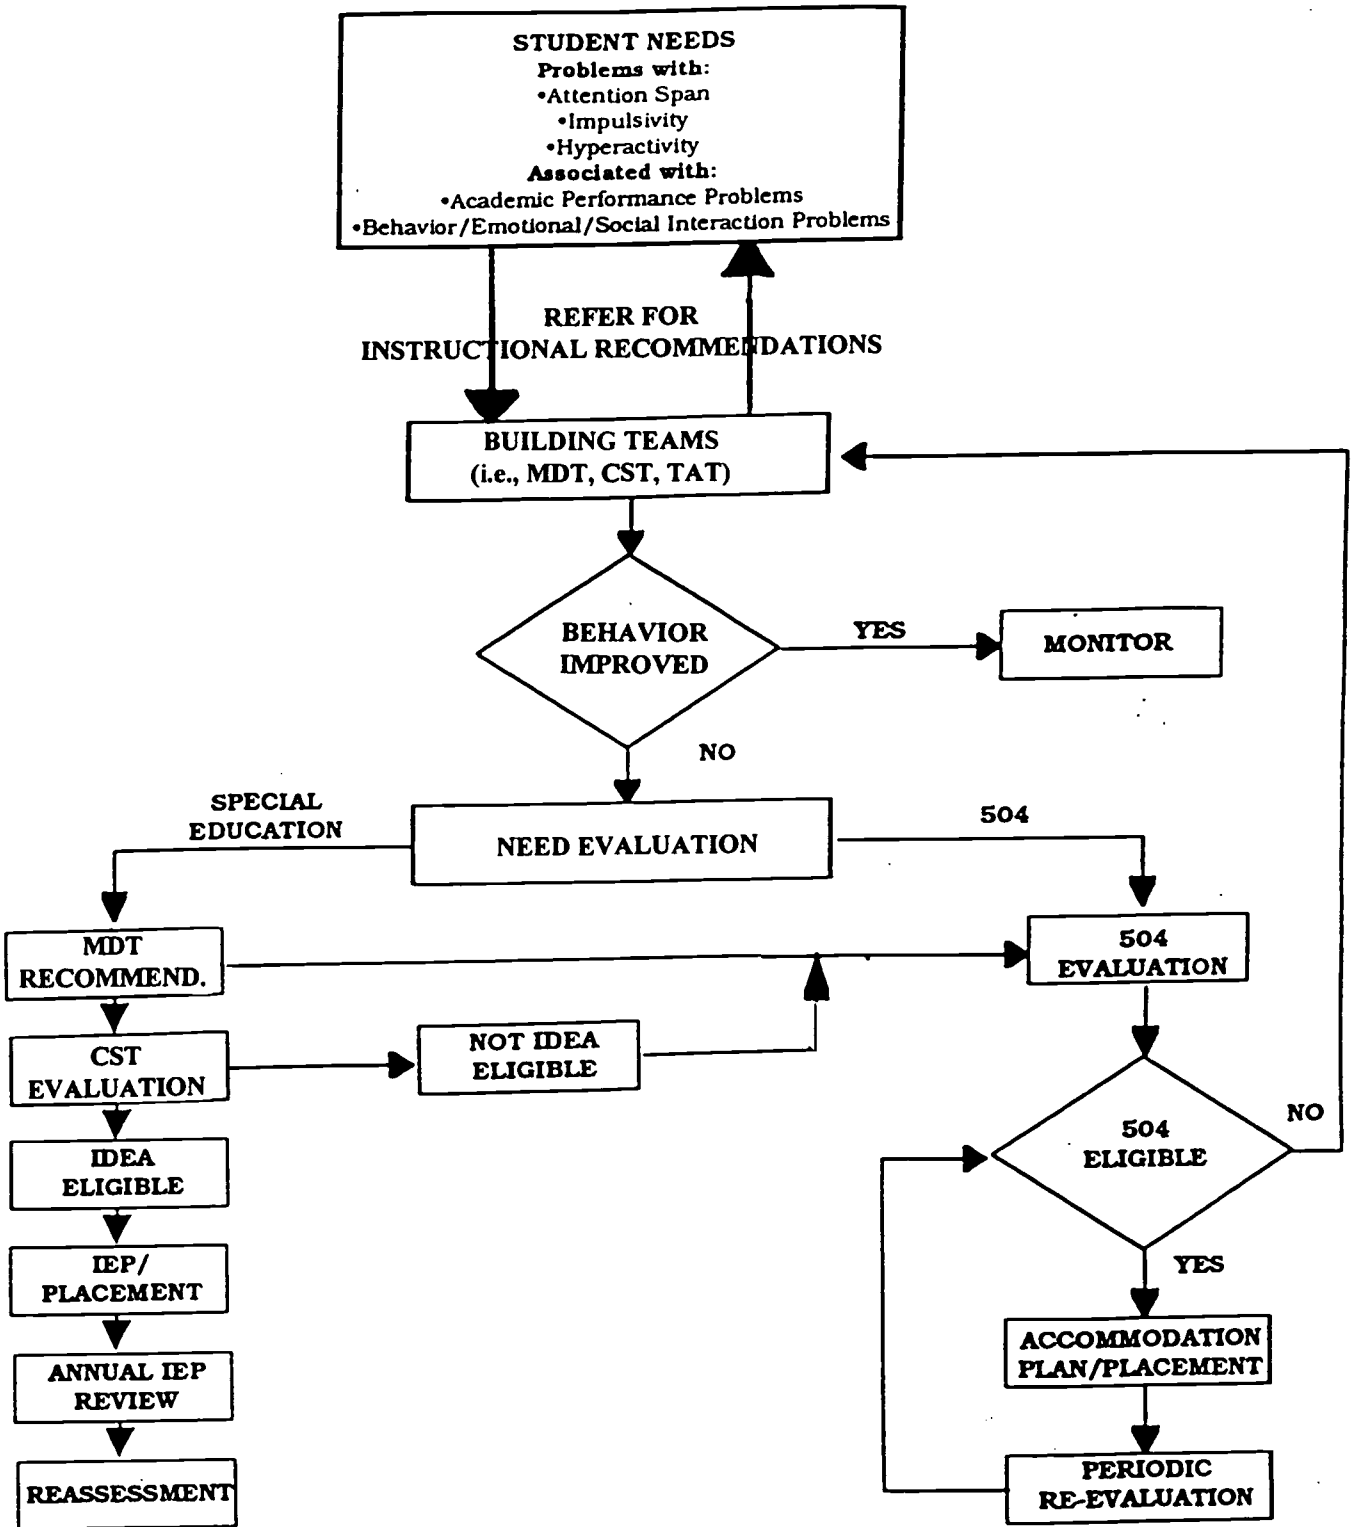 STUDENT NEEDS
Problems with:
•Attention Span
•Impulsivity
•Hyperactivity
Associated with:
•Academic Performance Problems
•Behavior/Emotional/Social Interaction Problems
REFER FOR
INSTRUCTIONAL RECOMMENDATIONS
BUILDING TEAMS
(i.e., MDT, CST, TAT)
BEHAVIOR
IMPROVED
YES
MONITOR
NO
SPECIAL
EDUCATION
NEED EVALUATION
504
MDT
RECOMMEND.
504
EVALUATION
CST
EVALUATION
NOT IDEA
ELIGIBLE
504
ELIGIBLE
NO
IDEA
ELIGIBLE
IEP/
PLACEMENT
YES
ACCOMMODATION
PLAN/PLACEMENT
ANNUAL IEP
REVIEW
REASSESSMENT
PERIODIC
RE-EVALUATION